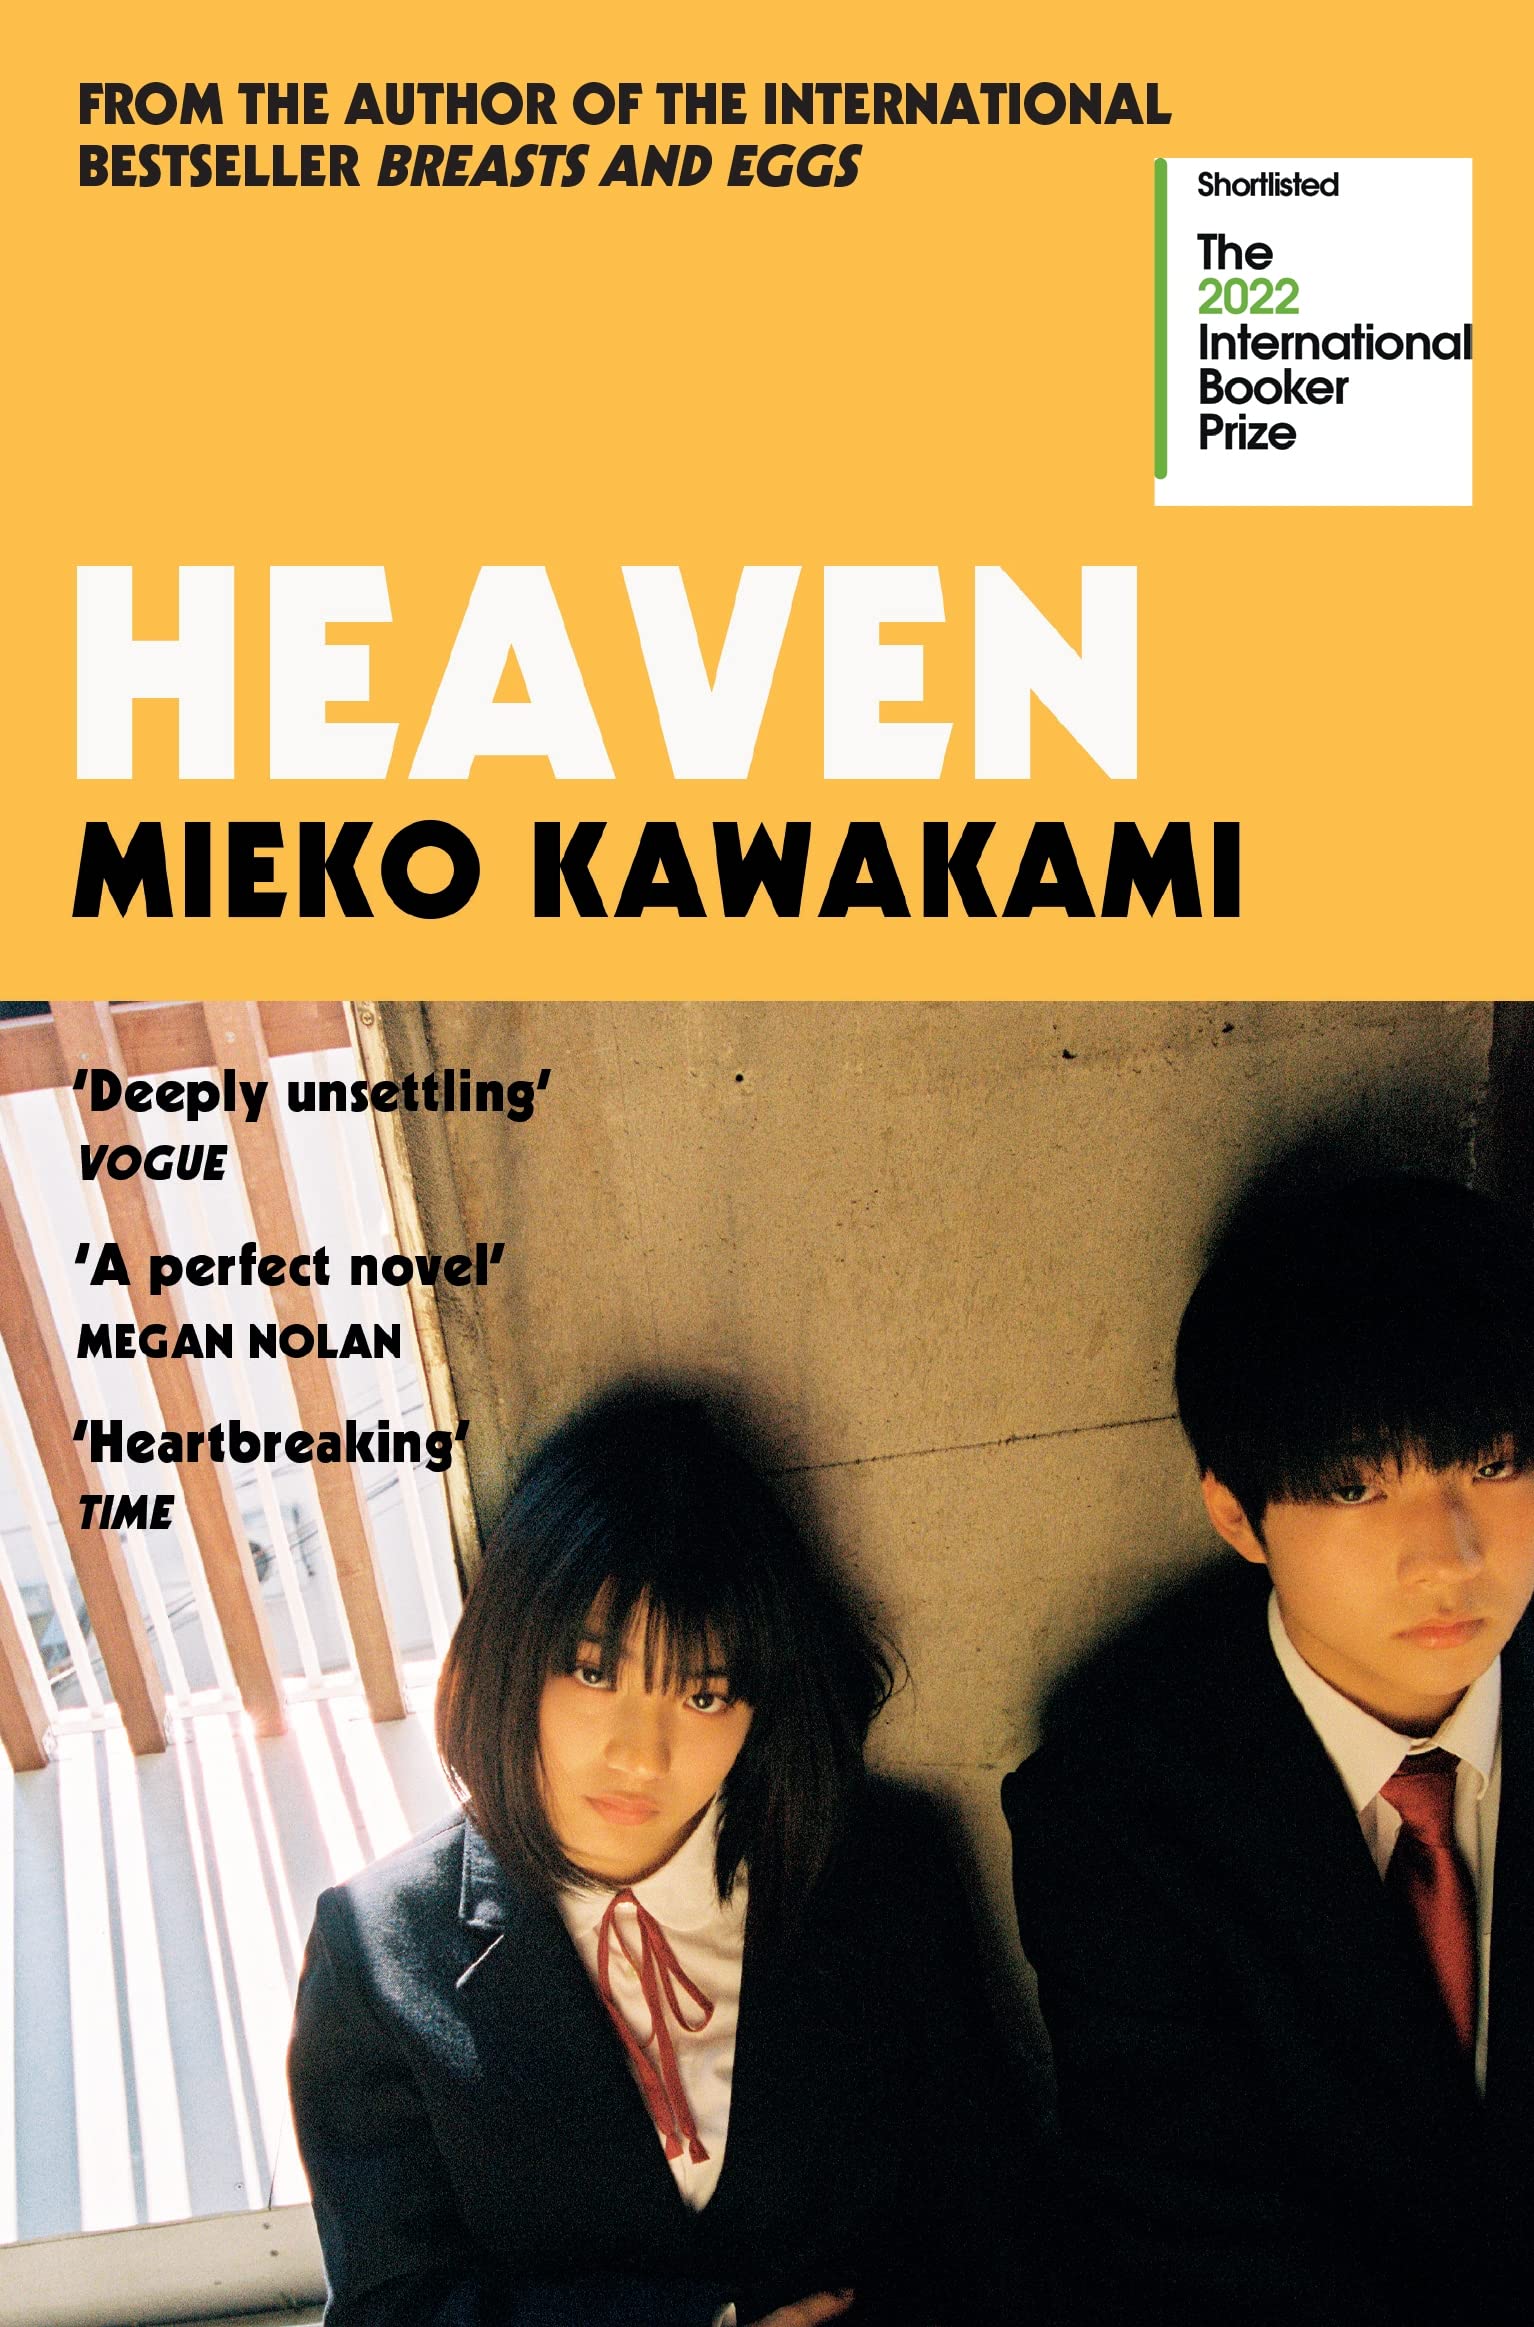 FROM THE AUTHOR OF THE INTERNATIONAL
BESTSELLER BREASTS AND EGGS
Shortlisted
The
2022
International
Booker
Prize
HEAVEN
MIEKO KAWAKAMI
‘Deeply unsettling’
VOGUE
‘A perfect novel’
MEGAN NOLAN
‘Heartbreaking’
TIME